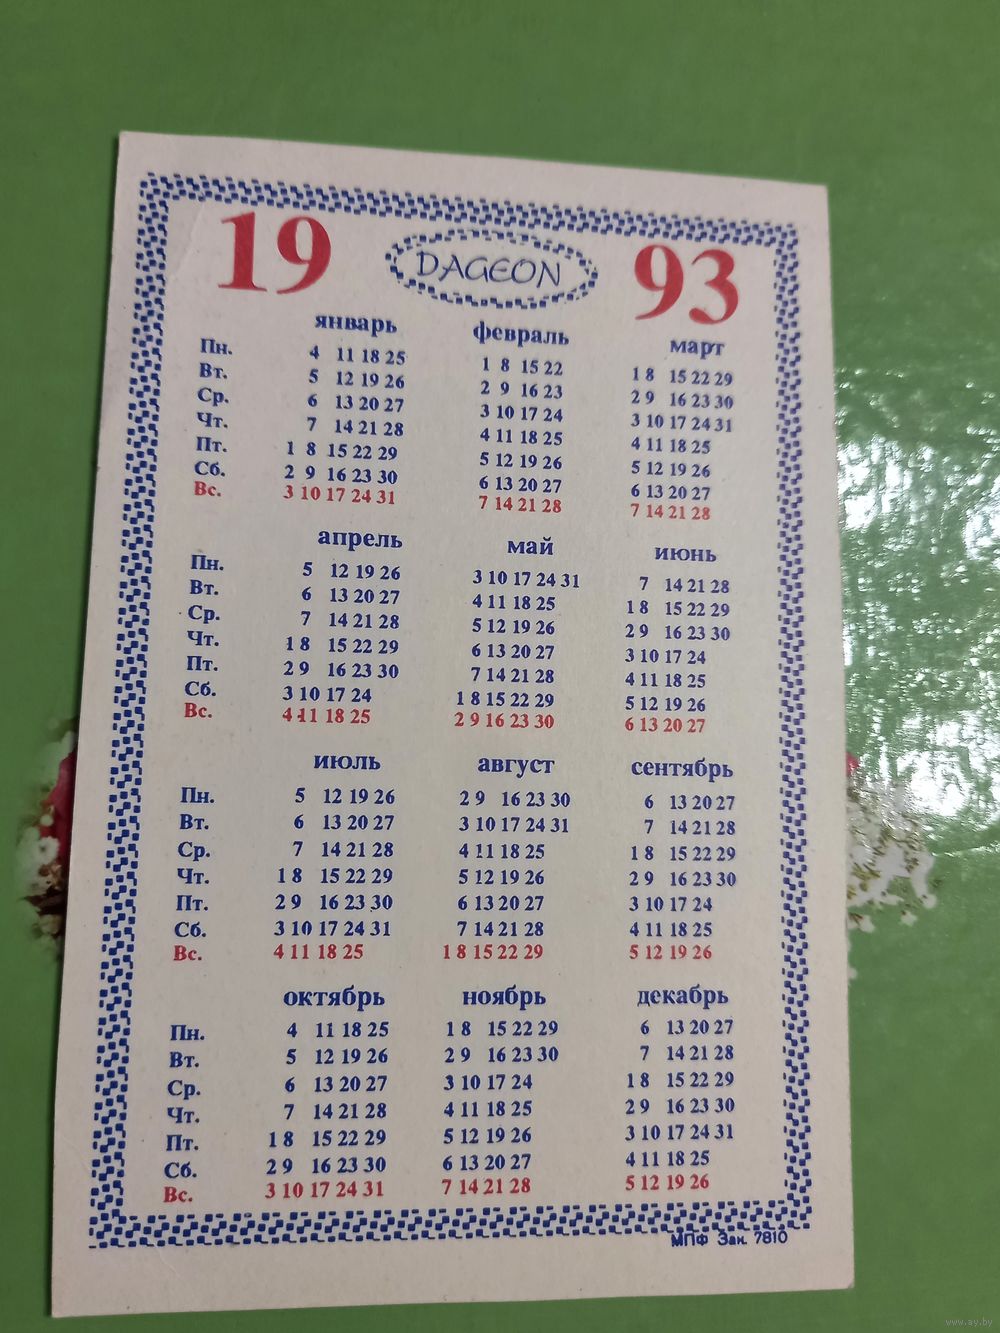 19 DAGEON 93
январь февраль март
Пн. 4 11 18 25 1 8 15 22 1 8 15 22 29
Вт. 5 12 19 26 2 9 16 23 2 9 16 23 30
Ср. 6 13 20 27 3 10 17 24 3 10 17 24 31
Чт. 7 14 21 28 4 11 18 25 4 11 18 25
Пт. 1 8 15 22 29 5 12 19 26 5 12 19 26
Сб. 2 9 16 23 30 6 13 20 27 6 13 20 27
Вс. 3 10 17 24 31 7 14 21 28 7 14 21 28
апрель май июнь
Пн. 5 12 19 26 3 10 17 24 31 7 14 21 28
Вт. 6 13 20 27 4 11 18 25 1 8 15 22 29
Ср. 7 14 21 28 5 12 19 26 2 9 16 23 30
Чт. 1 8 15 22 29 6 13 20 27 3 10 17 24
Пт. 2 9 16 23 30 7 14 21 28 4 11 18 25
Сб. 3 10 17 24 1 8 15 22 29 5 12 19 26
Вс. 4 11 18 25 2 9 16 23 30 6 13 20 27
июль август сентябрь
Пн. 5 12 19 26 2 9 16 23 30 6 13 20 27
Вт. 6 13 20 27 3 10 17 24 31 7 14 21 28
Ср. 7 14 21 28 4 11 18 25 1 8 15 22 29
Чт. 1 8 15 22 29 5 12 19 26 2 9 16 23 30
Пт. 2 9 16 23 30 6 13 20 27 3 10 17 24
Сб. 3 10 17 24 31 7 14 21 28 4 11 18 25
Вс. 4 11 18 25 1 8 15 22 29 5 12 19 26
октябрь ноябрь декабрь
Пн. 4 11 18 25 1 8 15 22 29 6 13 20 27
Вт. 5 12 19 26 2 9 16 23 30 7 14 21 28
Ср. 6 13 20 27 3 10 17 24 1 8 15 22 29
Чт. 7 14 21 28 4 11 18 25 2 9 16 23 30
Пт. 1 8 15 22 29 5 12 19 26 3 10 17 24 31
Сб. 2 9 16 23 30 6 13 20 27 4 11 18 25
Вс. 3 10 17 24 31 7 14 21 28 5 12 19 26
МПФ Зак. 7810
www.ay.by